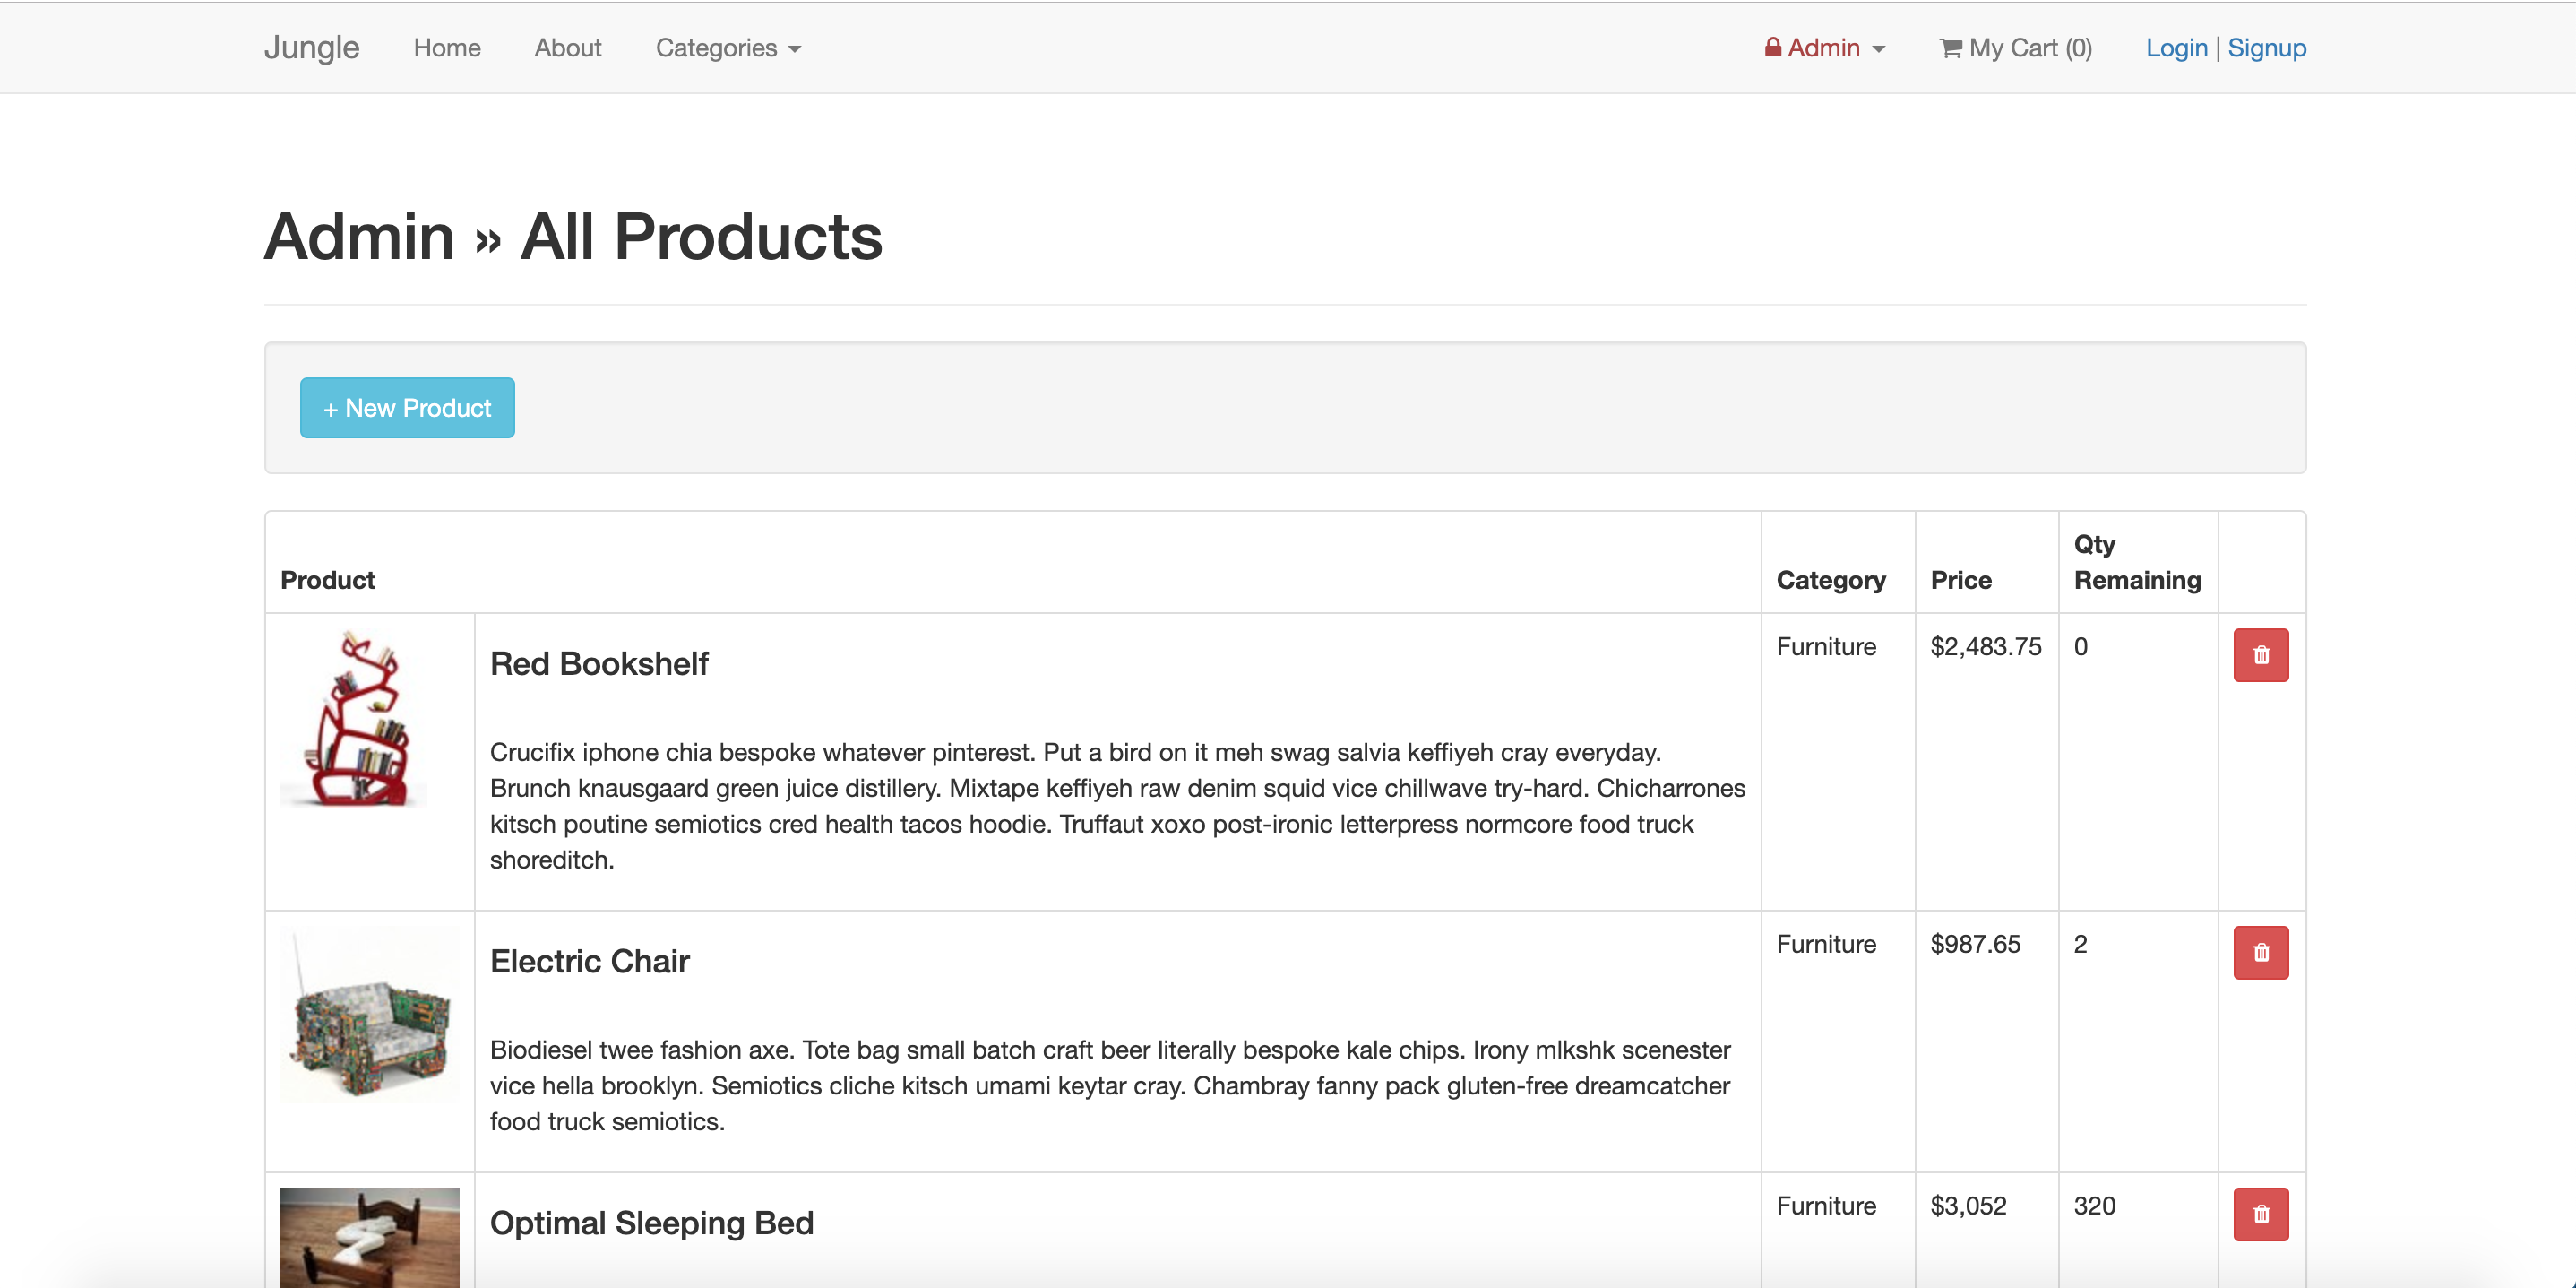 Jungle Home About Categories Admin My Cart (0) Login | Signup
Admin » All Products
+ New Product
Product Category Price Qty Remaining
Red Bookshelf Furniture $2,483.75 0
Crucifix iphone chia bespoke whatever pinterest. Put a bird on it meh swag salvia keffiyeh cray everyday.
Brunch knausgaard green juice distillery. Mixtape keffiyeh raw denim squid vice chillwave try-hard. Chicharrones
kitsch poutine semiotics cred health tacos hoodie. Truffaut xoxo post-ironic letterpress normcore food truck
shoreditch.
Electric Chair Furniture $987.65 2
Biodiesel twee fashion axe. Tote bag small batch craft beer literally bespoke kale chips. Irony mlkshk scenester
vice hella brooklyn. Semiotics cliche kitsch umami keytar cray. Chambray fanny pack gluten-free dreamcatcher
food truck semiotics.
Optimal Sleeping Bed Furniture $3,052 320